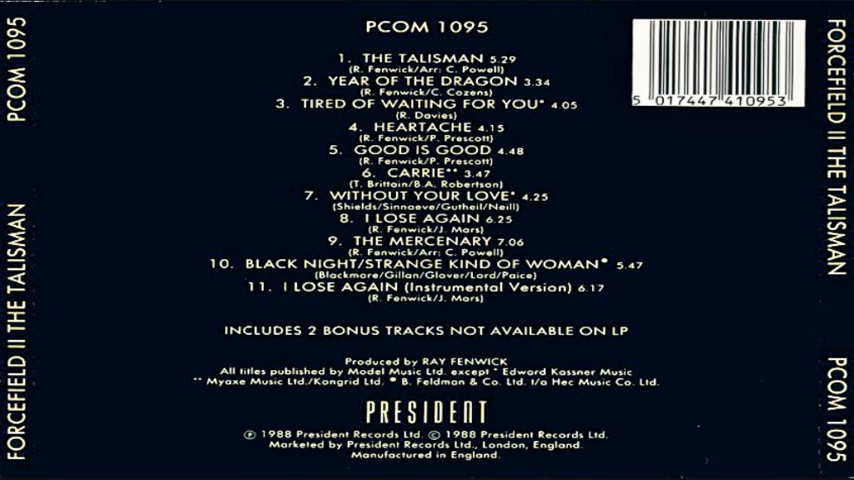 PCOM 1095
1. THE TALISMAN 5.29
(R. Fenwick/Arr: C. Powell)
2. YEAR OF THE DRAGON 3.34
(R. Fenwick/C. Cozens)
3. TIRED OF WAITING FOR YOU* 4.05
(R. Davies)
4. HEARTACHE 4.15
(R. Fenwick/P. Prescott)
5. GOOD IS GOOD 4.48
(R. Fenwick/P. Prescott)
6. CARRIE** 3.47
(T. Brittain/B.A. Robertson)
7. WITHOUT YOUR LOVE* 4.25
(Shields/Sinnaeve/Gutheil/Neill)
8. I LOSE AGAIN 6.25
(R. Fenwick/J. Mars)
9. THE MERCENARY 7.06
(R. Fenwick/Arr: C. Powell)
10. BLACK NIGHT/STRANGE KIND OF WOMAN• 5.47
(Blackmore/Gillan/Glover/Lord/Paice)
11. I LOSE AGAIN (Instrumental Version) 6.17
(R. Fenwick/J. Mars)
INCLUDES 2 BONUS TRACKS NOT AVAILABLE ON LP
Produced by RAY FENWICK
All titles published by Model Music Ltd. except * Edward Kassner Music
** Myaxe Music Ltd./Kongrid Ltd. • B. Feldman & Co. Ltd. t/a Hec Music Co. Ltd.
PRESIDENT
℗ 1988 President Records Ltd. © 1988 President Records Ltd.
Marketed by President Records Ltd., London, England.
Manufactured in England.
5 017447 410953
FORCEFIELD II THE TALISMAN PCOM 1095
FORCEFIELD II THE TALISMAN PCOM 1095